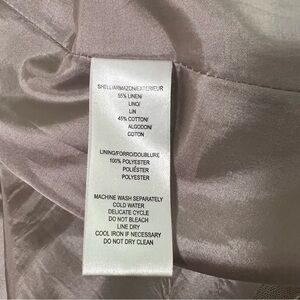 SHELL/ARMAZON/EXTERIEUR
55% LINEN/
LINO/
LIN
45% COTTON/
ALGODON/
COTON
LINING/FORRO/DOUBLURE
100% POLYESTER
POLIÉSTER
POLYESTER
MACHINE WASH SEPARATELY
COLD WATER
DELICATE CYCLE
DO NOT BLEACH
LINE DRY
COOL IRON IF NECESSARY
DO NOT DRY CLEAN